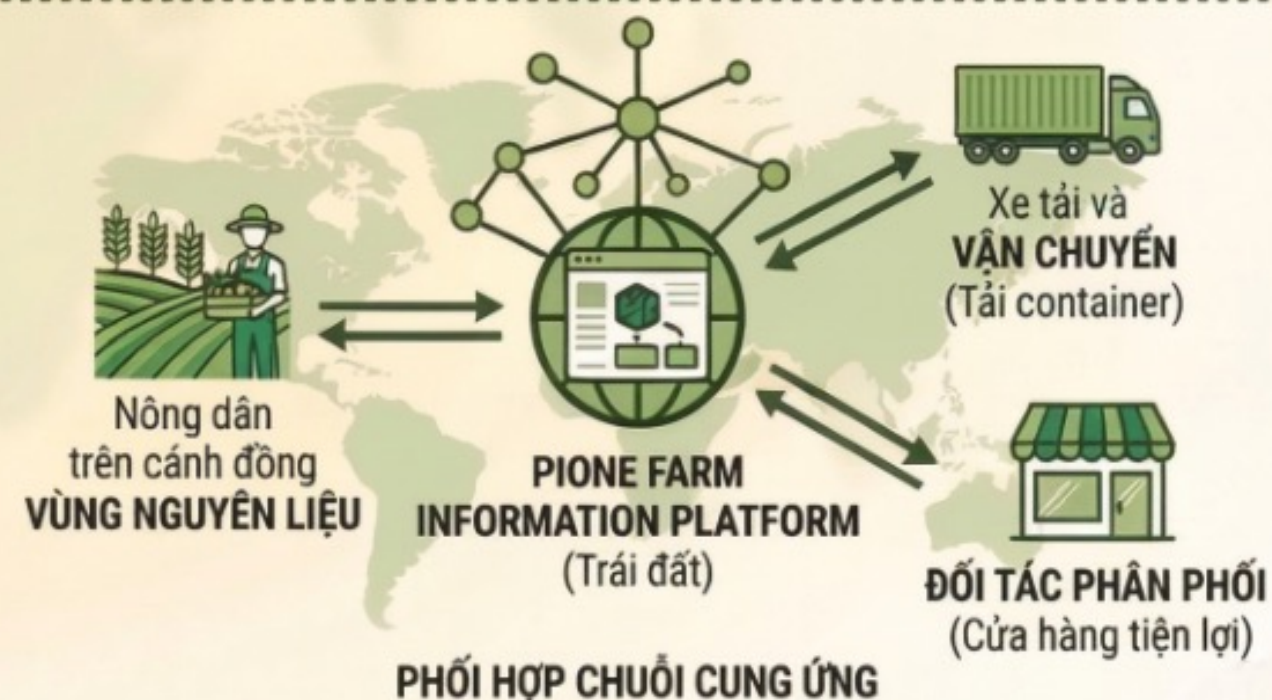 Nông dân
trên cánh đồng
VÙNG NGUYÊN LIỆU
PIONE FARM
INFORMATION PLATFORM
(Trái đất)
Xe tải và
VẬN CHUYỂN
(Tải container)
ĐỐI TÁC PHÂN PHỐI
(Cửa hàng tiện lợi)
PHỐI HỢP CHUỖI CUNG ỨNG